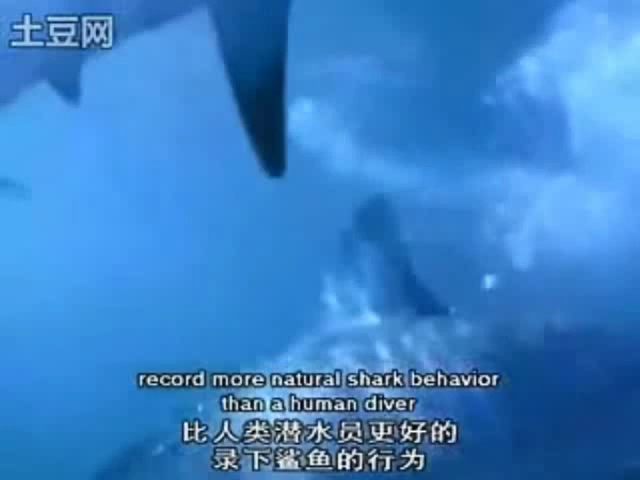 土豆网
record more natural shark behavior
than a human diver
比人类潜水员更好的
录下鲨鱼的行为